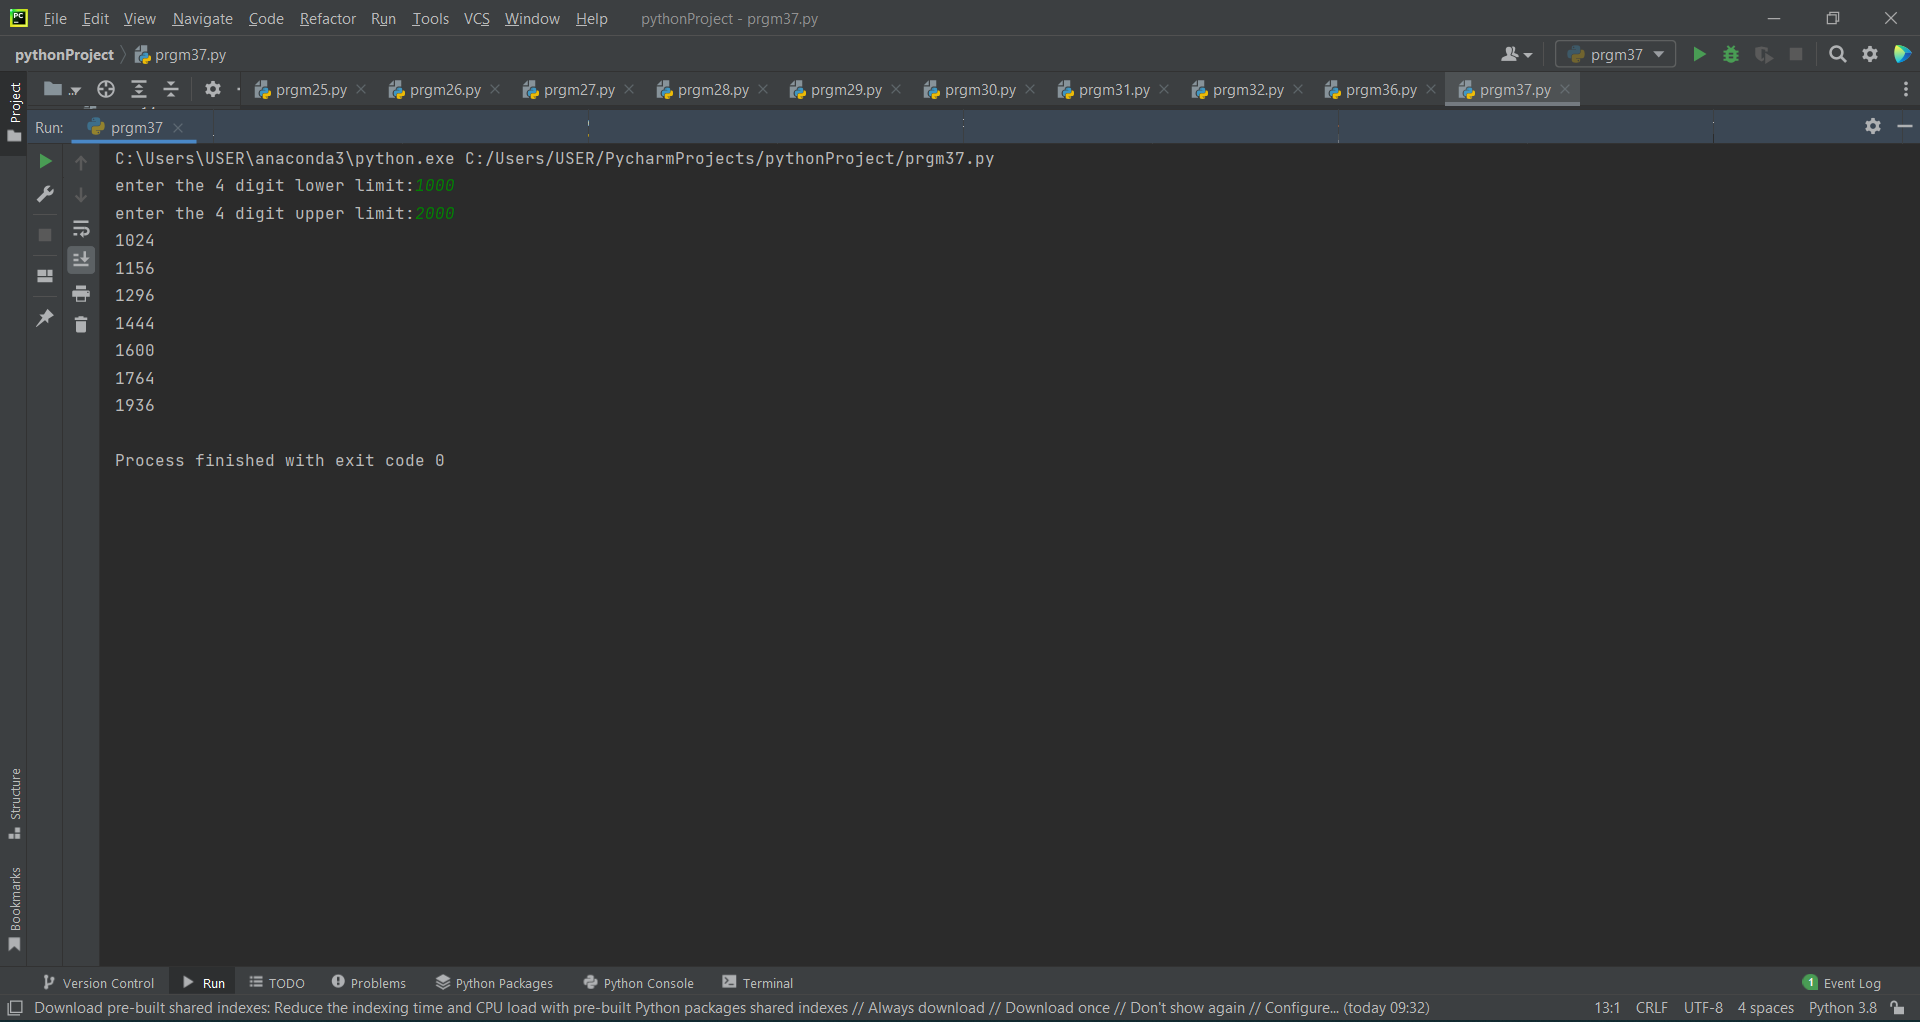 File Edit View Navigate Code Refactor Run Tools VCS Window Help pythonProject - prgm37.py
pythonProject prgm37.py prgm37
Project
prgm25.py prgm26.py prgm27.py prgm28.py prgm29.py prgm30.py prgm31.py prgm32.py prgm36.py prgm37.py
Run: prgm37
C:\Users\USER\anaconda3\python.exe C:/Users/USER/PycharmProjects/pythonProject/prgm37.py
enter the 4 digit lower limit:1000
enter the 4 digit upper limit:2000
1024
1156
1296
1444
1600
1764
1936
Process finished with exit code 0
Structure
Bookmarks
Version Control Run TODO Problems Python Packages Python Console Terminal 1 Event Log
Download pre-built shared indexes: Reduce the indexing time and CPU load with pre-built Python packages shared indexes // Always download // Download once // Don't show again // Configure... (today 09:32) 13:1 CRLF UTF-8 4 spaces Python 3.8